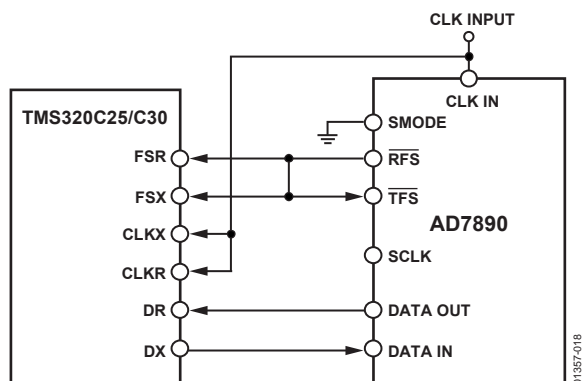 CLK INPUT
TMS320C25/C30
CLK IN
SMODE
FSR
RFS
FSX
TFS
AD7890
CLKX
SCLK
CLKR
DR
DATA OUT
DX
DATA IN
01357-018